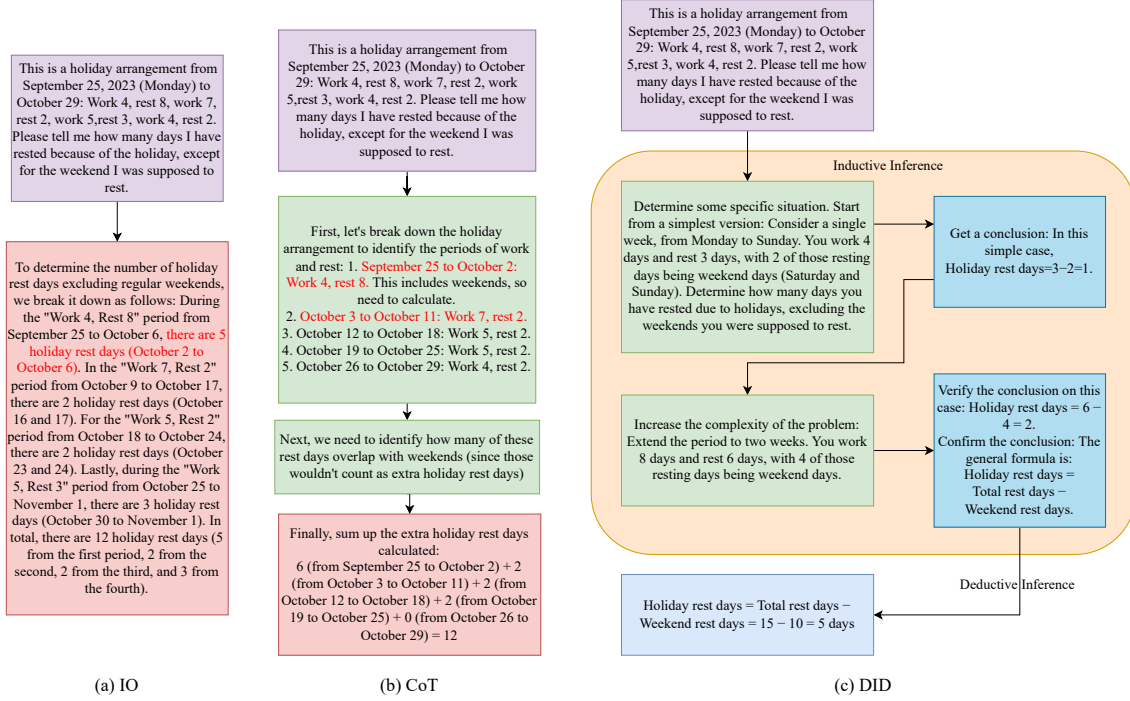 This is a holiday arrangement from
September 25, 2023 (Monday) to
October 29: Work 4, rest 8, work 7,
rest 2, work 5,rest 3, work 4, rest 2.
Please tell me how many days I have
rested because of the holiday, except
for the weekend I was supposed to
rest.
To determine the number of holiday
rest days excluding regular weekends,
we break it down as follows: During
the "Work 4, Rest 8" period from
September 25 to October 6, there are 5
holiday rest days (October 2 to
October 6). In the "Work 7, Rest 2"
period from October 9 to October 17,
there are 2 holiday rest days (October
16 and 17). For the "Work 5, Rest 2"
period from October 18 to October 24,
there are 2 holiday rest days (October
23 and 24). Lastly, during the "Work
5, Rest 3" period from October 25 to
November 1, there are 3 holiday rest
days (October 30 to November 1). In
total, there are 12 holiday rest days (5
from the first period, 2 from the
second, 2 from the third, and 3 from
the fourth).
(a) IO
This is a holiday arrangement from
September 25, 2023 (Monday) to October
29: Work 4, rest 8, work 7, rest 2, work
5,rest 3, work 4, rest 2. Please tell me how
many days I have rested because of the
holiday, except for the weekend I was
supposed to rest.
First, let's break down the holiday
arrangement to identify the periods of work
and rest: 1. September 25 to October 2:
Work 4, rest 8. This includes weekends, so
need to calculate.
2. October 3 to October 11: Work 7, rest 2.
3. October 12 to October 18: Work 5, rest 2.
4. October 19 to October 25: Work 5, rest 2.
5. October 26 to October 29: Work 4, rest 2.
Next, we need to identify how many of these
rest days overlap with weekends (since those
wouldn't count as extra holiday rest days)
Finally, sum up the extra holiday rest days
calculated:
6 (from September 25 to October 2) + 2
(from October 3 to October 11) + 2 (from
October 12 to October 18) + 2 (from October
19 to October 25) + 0 (from October 26 to
October 29) = 12
(b) CoT
This is a holiday arrangement from
September 25, 2023 (Monday) to October
29: Work 4, rest 8, work 7, rest 2, work
5,rest 3, work 4, rest 2. Please tell me how
many days I have rested because of the
holiday, except for the weekend I was
supposed to rest.
Inductive Inference
Determine some specific situation. Start
from a simplest version: Consider a single
week, from Monday to Sunday. You work 4
days and rest 3 days, with 2 of those resting
days being weekend days (Saturday and
Sunday). Determine how many days you
have rested due to holidays, excluding the
weekends you were supposed to rest.
Get a conclusion: In this
simple case,
Holiday rest days=3−2=1.
Increase the complexity of the problem:
Extend the period to two weeks. You work
8 days and rest 6 days, with 4 of those
resting days being weekend days.
Verify the conclusion on this
case: Holiday rest days = 6 −
4 = 2.
Confirm the conclusion: The
general formula is:
Holiday rest days =
Total rest days −
Weekend rest days.
Deductive Inference
Holiday rest days = Total rest days −
Weekend rest days = 15 − 10 = 5 days
(c) DID